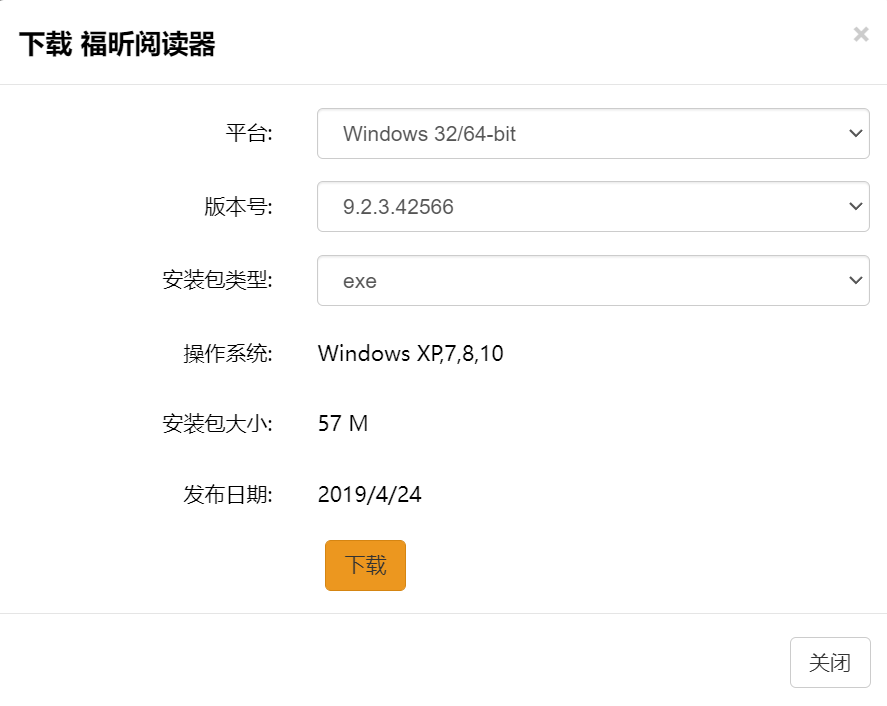 下载 福昕阅读器
×
平台: Windows 32/64-bit
版本号: 9.2.3.42566
安装包类型: exe
操作系统: Windows XP,7,8,10
安装包大小: 57 M
发布日期: 2019/4/24
下载
关闭